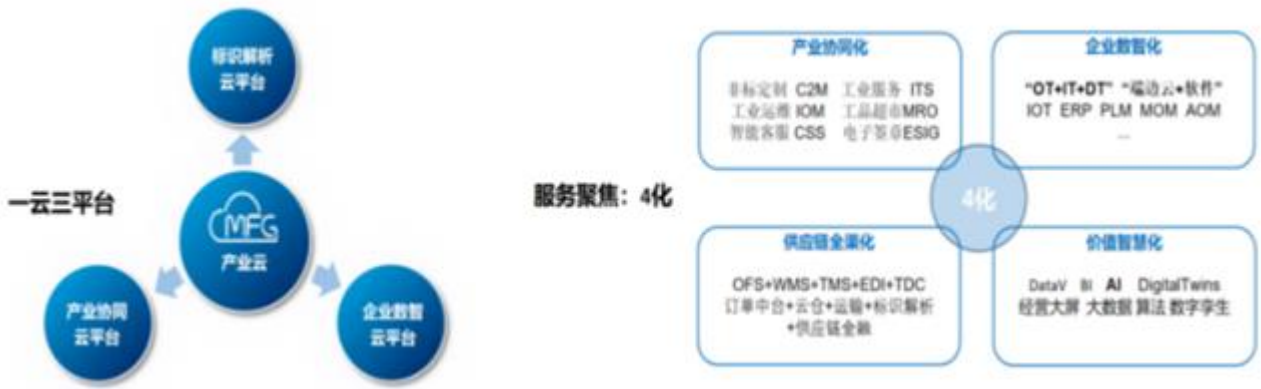 标识解析
云平台
一云三平台
MFG
产业云
产业协同
云平台
企业数智
云平台
服务聚焦：4化
产业协同化
非标定制 C2M 工业服务 ITS
工业运维 IOM 工品超市MRO
智能客服 CSS 电子签章ESIG
企业数智化
“OT+IT+DT” “端边云+软件”
IOT ERP PLM MOM AOM
...
4化
供应链全渠化
OFS+WMS+TMS+EDI+TDC
订单中台+云仓+运输+标识解析
+供应链金融
价值智慧化
DataV BI AI DigitalTwins
经营大屏 大数据 算法 数字孪生